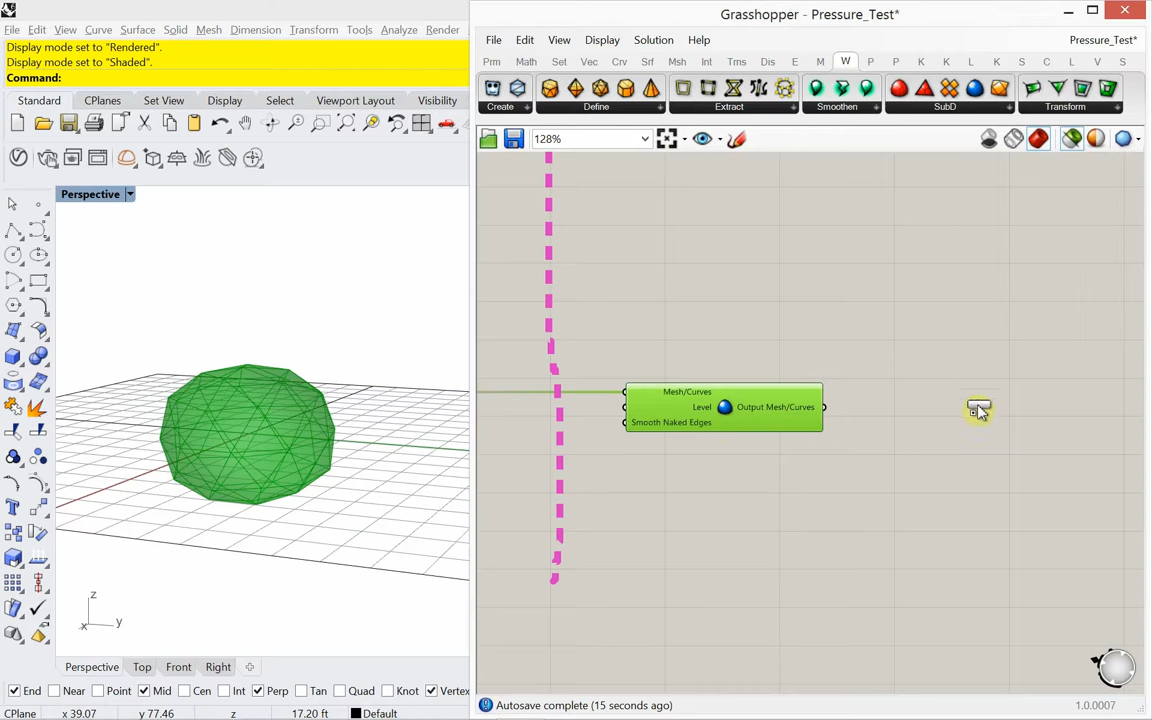 File Edit View Curve Surface Solid Mesh Dimension Transform Tools Analyze Render
Display mode set to "Rendered".
Display mode set to "Shaded".
Command:
Standard CPlanes Set View Display Select Viewport Layout Visibility
Perspective
z
x y
Perspective Top Front Right
End Near Point Mid Cen Int Perp Tan Quad Knot Vertex
CPlane x 39.07 y 77.46 z 17.20 ft Default
Grasshopper - Pressure_Test*
File Edit View Display Solution Help Pressure_Test*
Prm Math Set Vec Crv Srf Msh Int Trns Dis E M W P P K K L K L V S C L V S
Create Define Extract Smoothen SubD Transform
128%
Mesh/Curves
Level Output Mesh/Curves
Smooth Naked Edges
Autosave complete (15 seconds ago) 1.0.0007